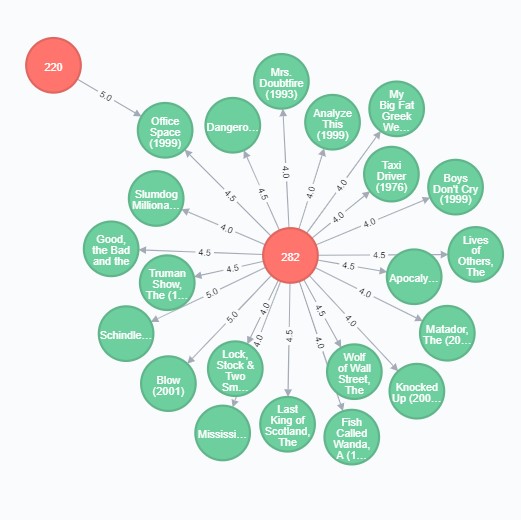 220
5.0
Mrs.
Doubtfire
(1993)
My
Big Fat
Greek
We...
Office
Space
(1999)
Dangero...
Analyze
This
(1999)
4.0
4.0
4.0
Taxi
Driver
(1976)
Boys
Don't Cry
(1999)
4.5
4.5
Slumdog
Milliona...
4.0
4.0
4.0
Good,
the Bad
and the
4.5
282
4.5
Lives
of
Others,
The
Truman
Show,
The (1...
4.5
4.5
Apocaly...
5.0
4.0
Schindle...
5.0
4.0
4.5
4.0
Matador,
The (20...
4.0
4.5
4.0
Blow
(2001)
Lock,
Stock &
Two
Sm...
Wolf
of Wall
Street,
The
Knocked
Up (200...
Mississi...
Last
King of
Scotland,
The
Fish
Called
Wanda,
A (1...